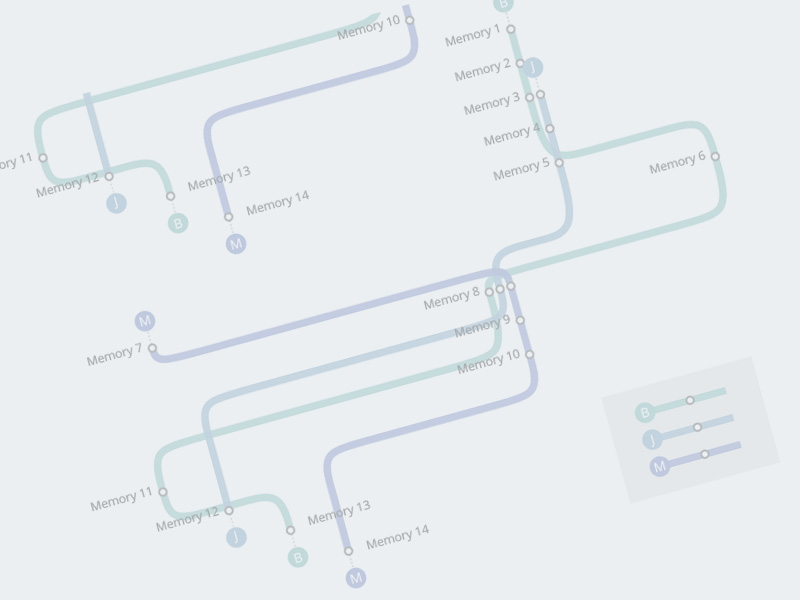 B
Memory 10
Memory 1
Memory 2
J
Memory 3
Memory 4
Memory 5
Memory 6
ory 11
Memory 12
Memory 13
J
B
Memory 14
M
Memory 8
M
Memory 9
Memory 7
Memory 10
B
J
M
Memory 11
Memory 12
Memory 13
J
B
Memory 14
M